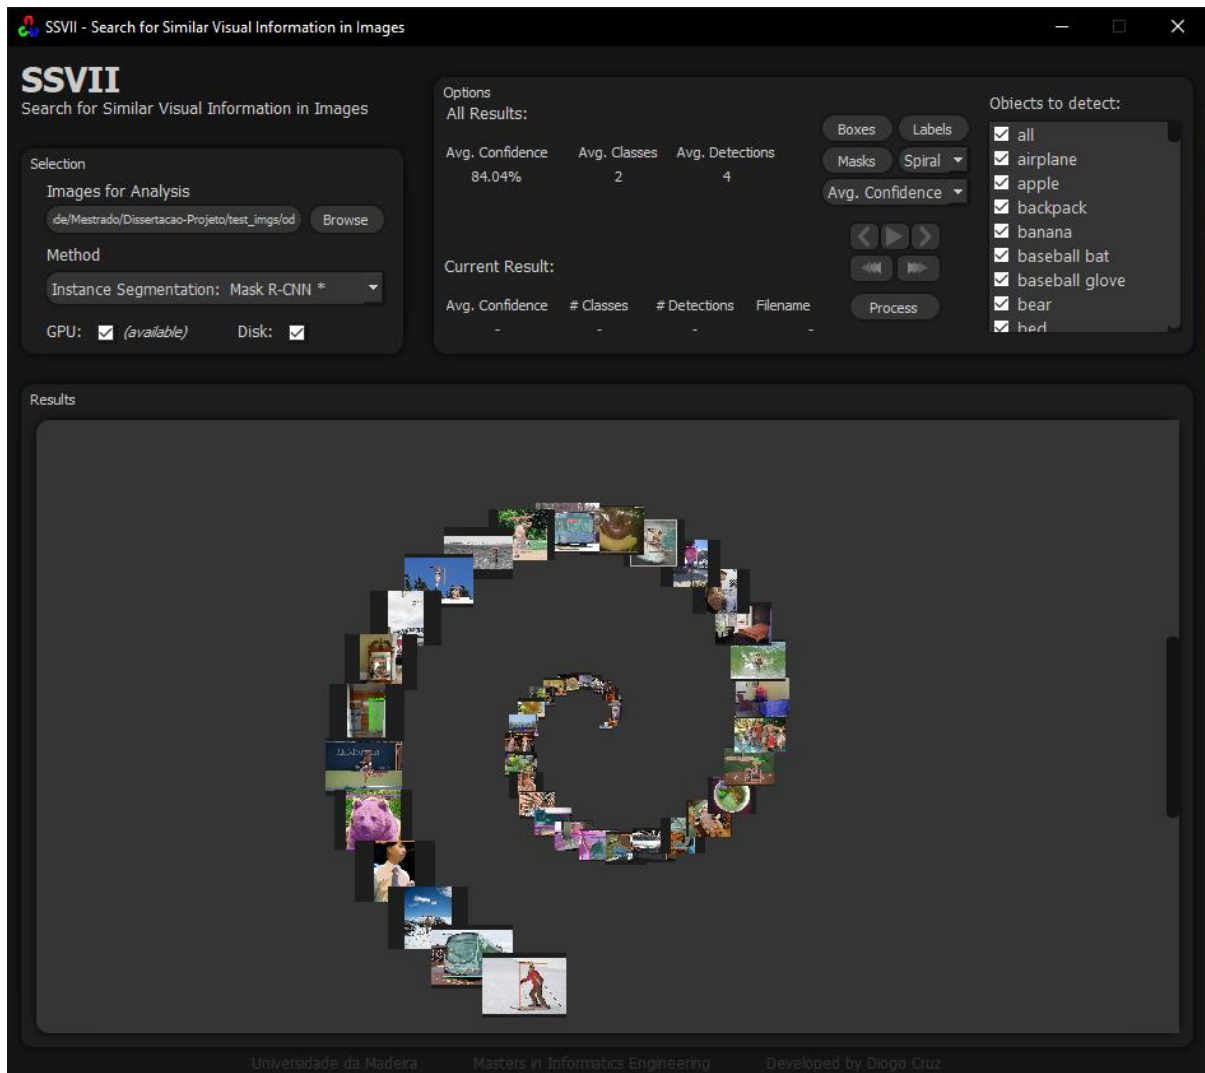 SSVII - Search for Similar Visual Information in Images
SSVII
Search for Similar Visual Information in Images
Selection
Images for Analysis
de/Mestrado/Dissertacao-Projeto/test_imgs/od
Browse
Method
Instance Segmentation: Mask R-CNN *
GPU: (available) Disk:
Options
All Results:
Avg. Confidence Avg. Classes Avg. Detections
84.04% 2 4
Current Result:
Avg. Confidence # Classes # Detections Filename
- - - -
Boxes Labels
Masks Spiral
Avg. Confidence
Process
Objects to detect:
all
airplane
apple
backpack
banana
baseball bat
baseball glove
bear
bed
Results
Universidade da Madeira Masters in Informatics Engineering Developed by Diogo Cruz